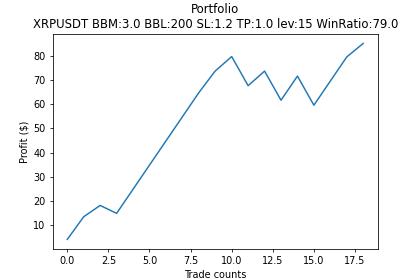 Portfolio
XRPUSDT BBM:3.0 BBL:200 SL:1.2 TP:1.0 lev:15 WinRatio:79.0
80
70
60
50
40
30
20
10
Profit ($)
0.0 2.5 5.0 7.5 10.0 12.5 15.0 17.5
Trade counts